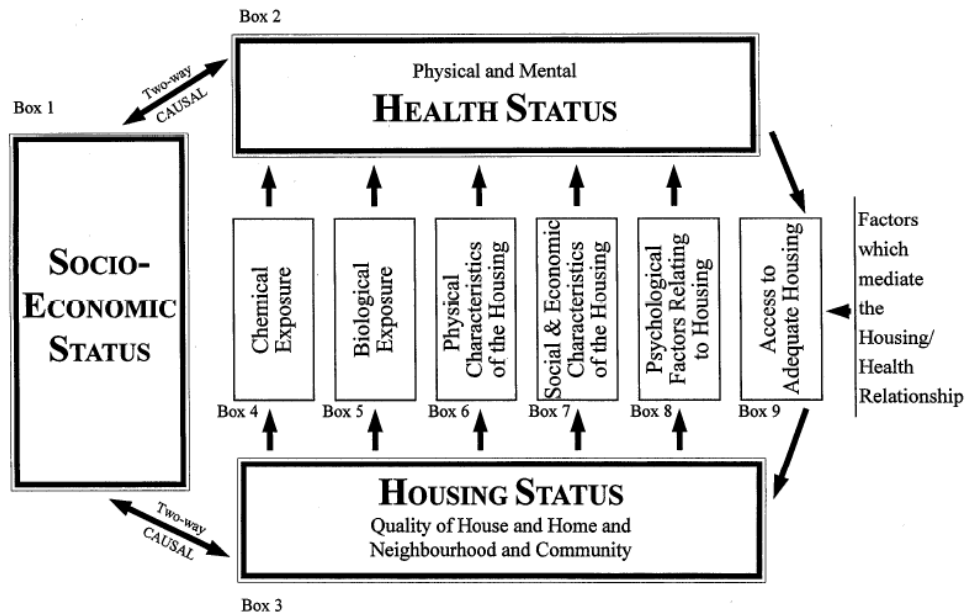 Box 2
Physical and Mental
HEALTH STATUS
Two-way
CAUSAL
Box 1
SOCIO-
ECONOMIC
STATUS
Chemical
Exposure
Box 4
Biological
Exposure
Box 5
Physical
Characteristics
of the Housing
Box 6
Social & Economic
Characteristics
of the Housing
Box 7
Psychological
Factors Relating
to Housing
Box 8
Access to
Adequate Housing
Box 9
Factors
which
mediate
the
Housing/
Health
Relationship
Two-way
CAUSAL
HOUSING STATUS
Quality of House and Home and
Neighbourhood and Community
Box 3